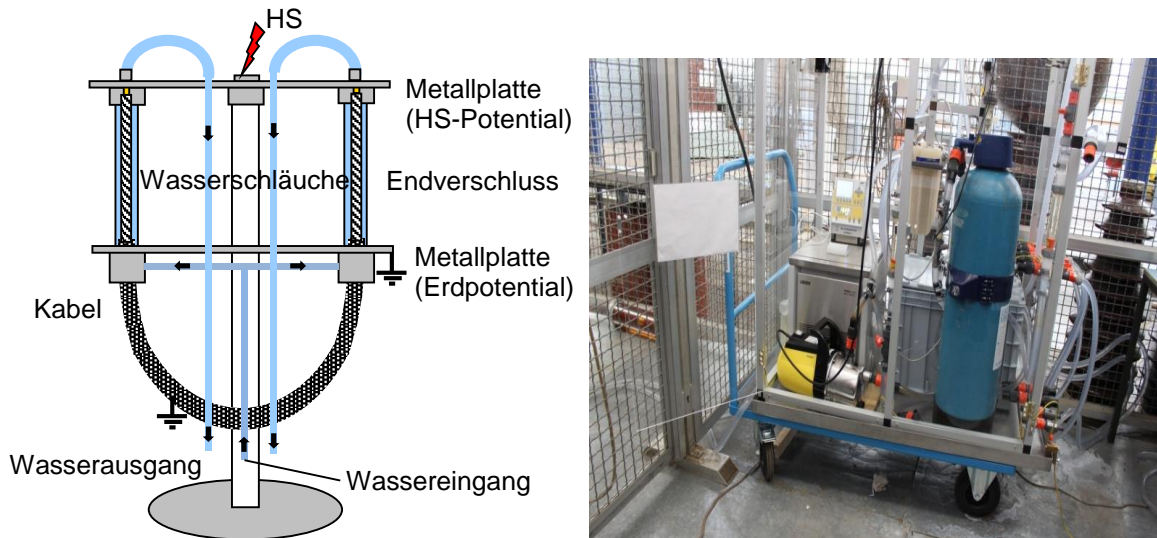 HS
Metallplatte
(HS-Potential)
Wasserschläuche
Endverschluss
Metallplatte
(Erdpotential)
Kabel
Wasserausgang
Wassereingang